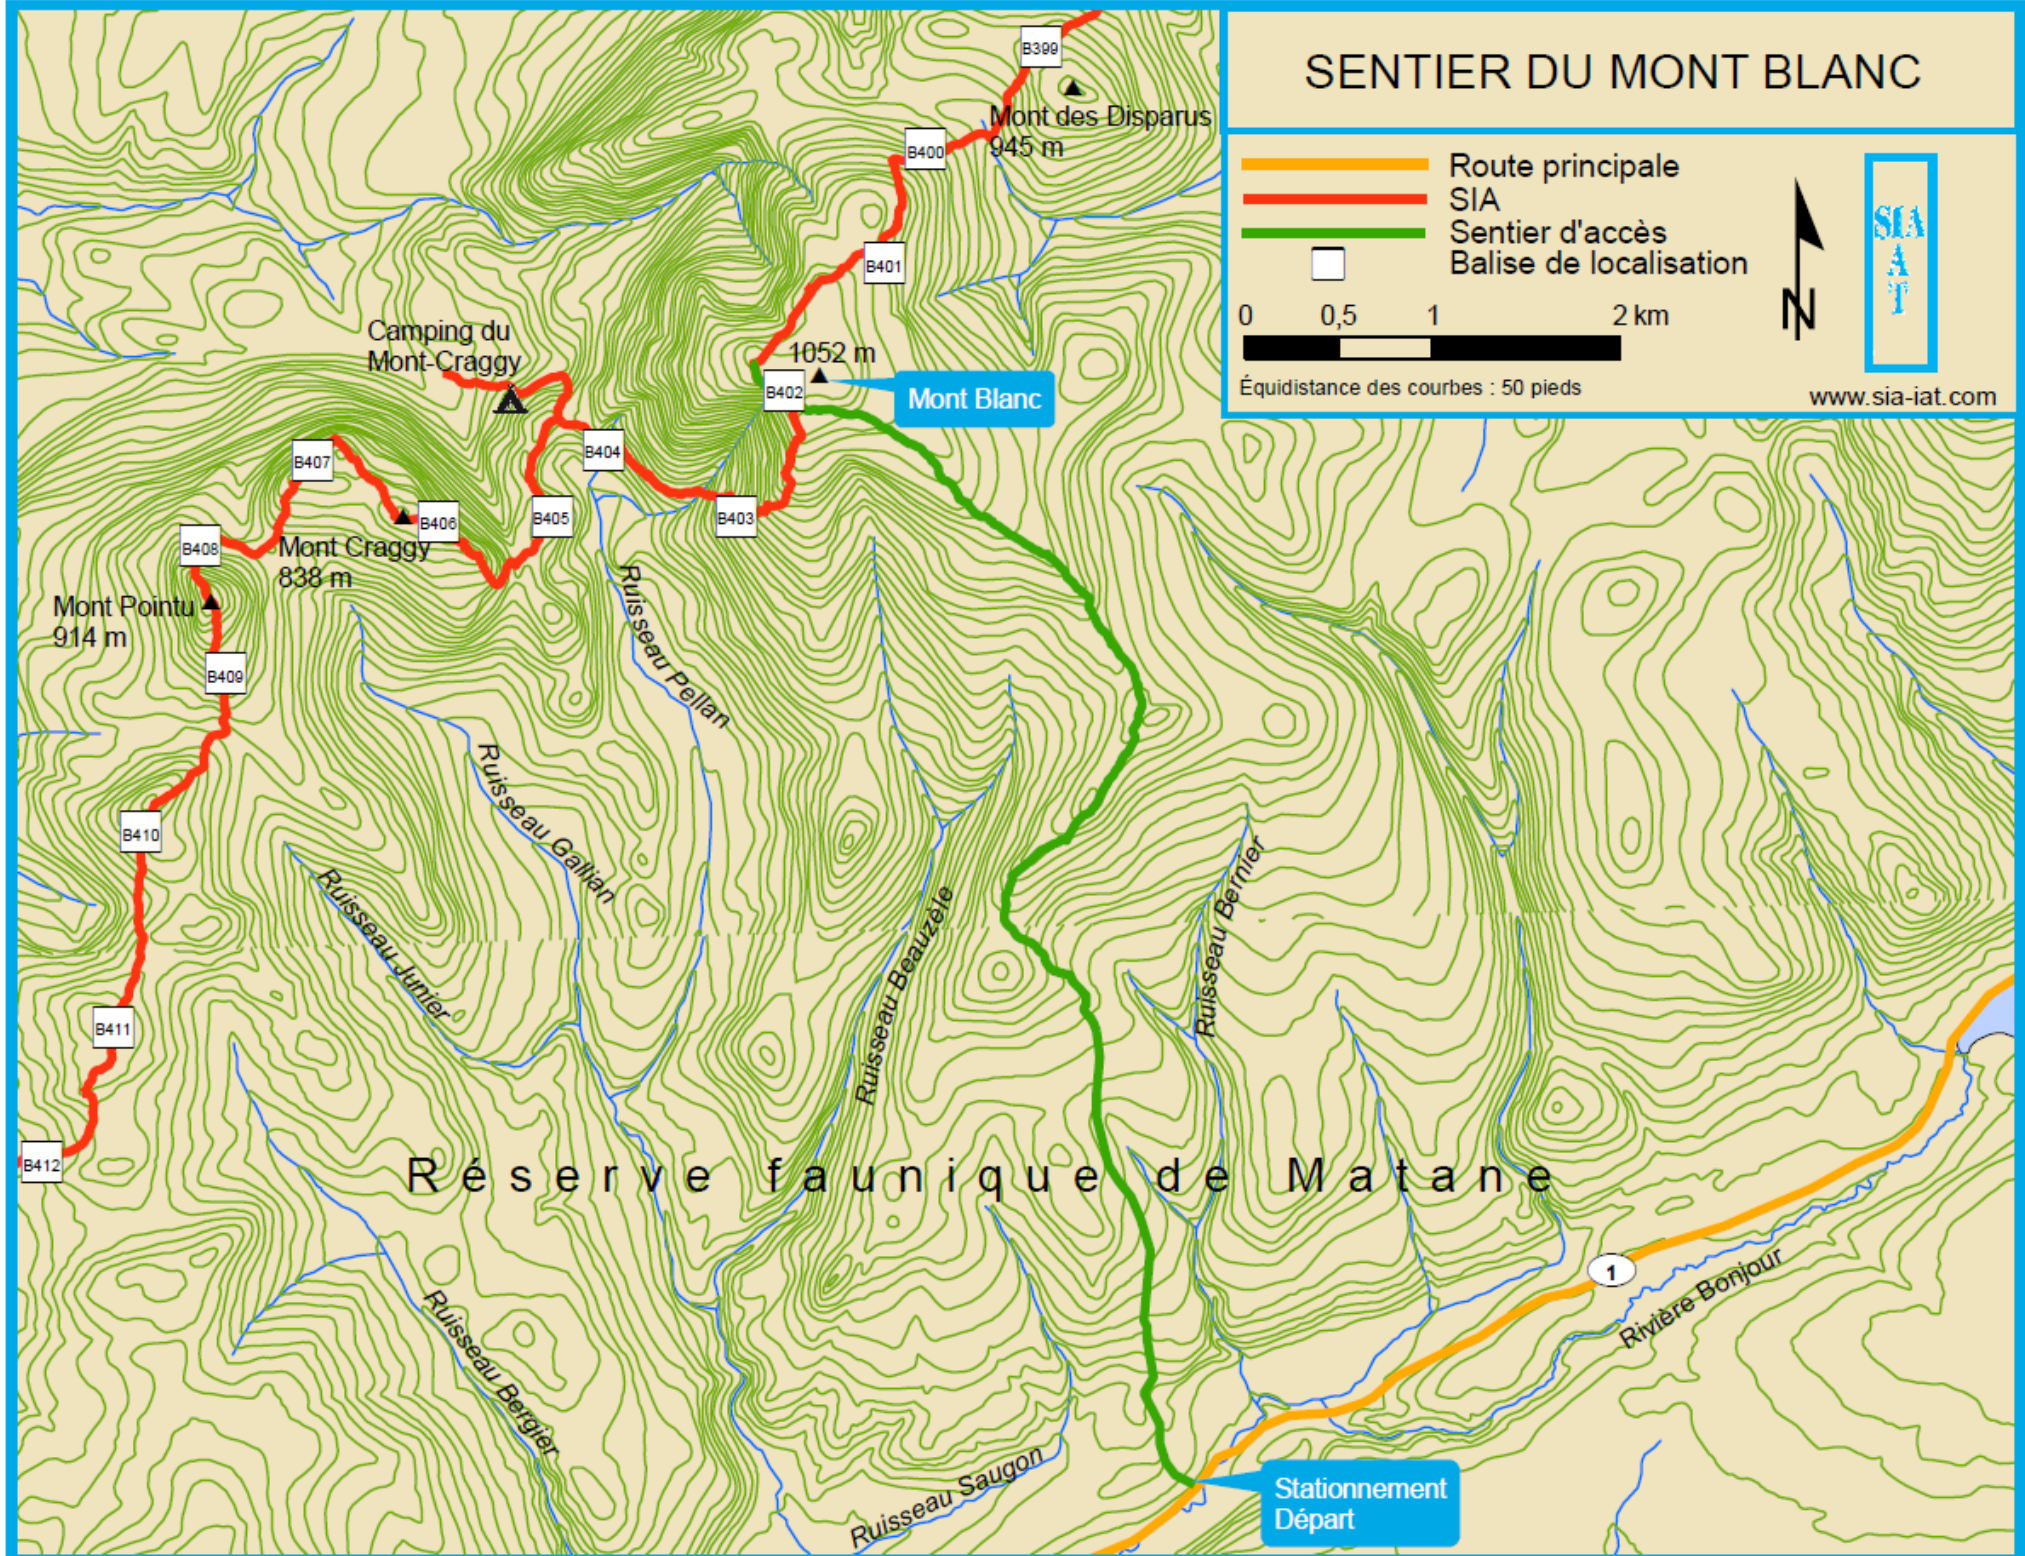 SENTIER DU MONT BLANC
Route principale
SIA
Sentier d'accès
Balise de localisation
0 0,5 1 2 km
Équidistance des courbes : 50 pieds
N
SIA
A
T
www.sia-iat.com
B399
Mont des Disparus
945 m
B400
B401
1052 m
B402
Mont Blanc
Camping du
Mont-Craggy
B404
B403
B405
B407
B406
Mont Craggy
838 m
B408
Mont Pointu
914 m
B409
B410
B411
B412
Ruisseau Pellan
Ruisseau Gallian
Ruisseau Junier
Ruisseau Beauzèle
Ruisseau Bernier
Réserve faunique de Matane
1
Rivière Bonjour
Ruisseau Bergier
Ruisseau Saugon
Stationnement
Départ